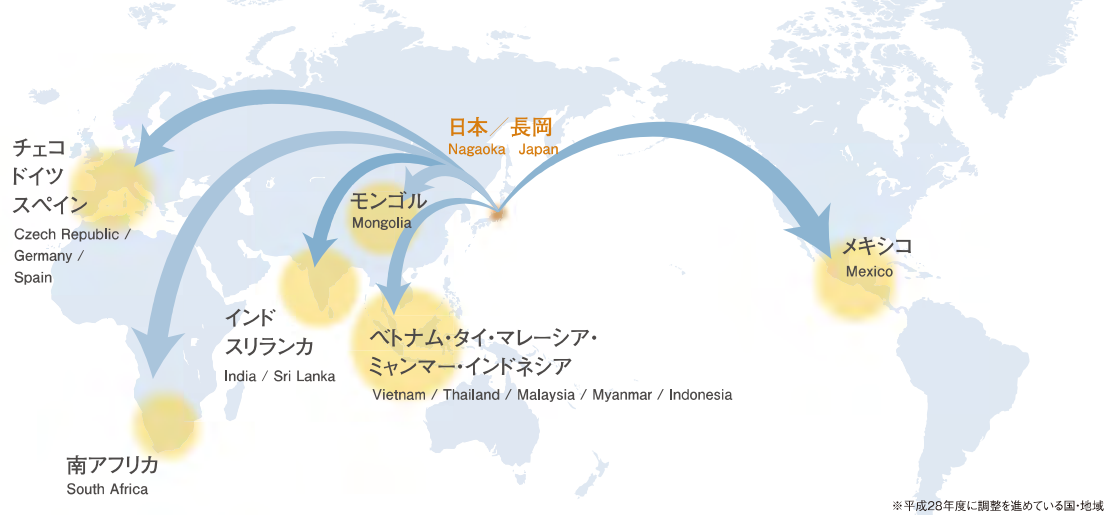 日本／長岡
Nagaoka Japan
チェコ
ドイツ
スペイン
Czech Republic /
Germany /
Spain
モンゴル
Mongolia
メキシコ
Mexico
インド
スリランカ
India / Sri Lanka
ベトナム・タイ・マレーシア・
ミャンマー・インドネシア
Vietnam / Thailand / Malaysia / Myanmar / Indonesia
南アフリカ
South Africa
※平成28年度に調整を進めている国・地域